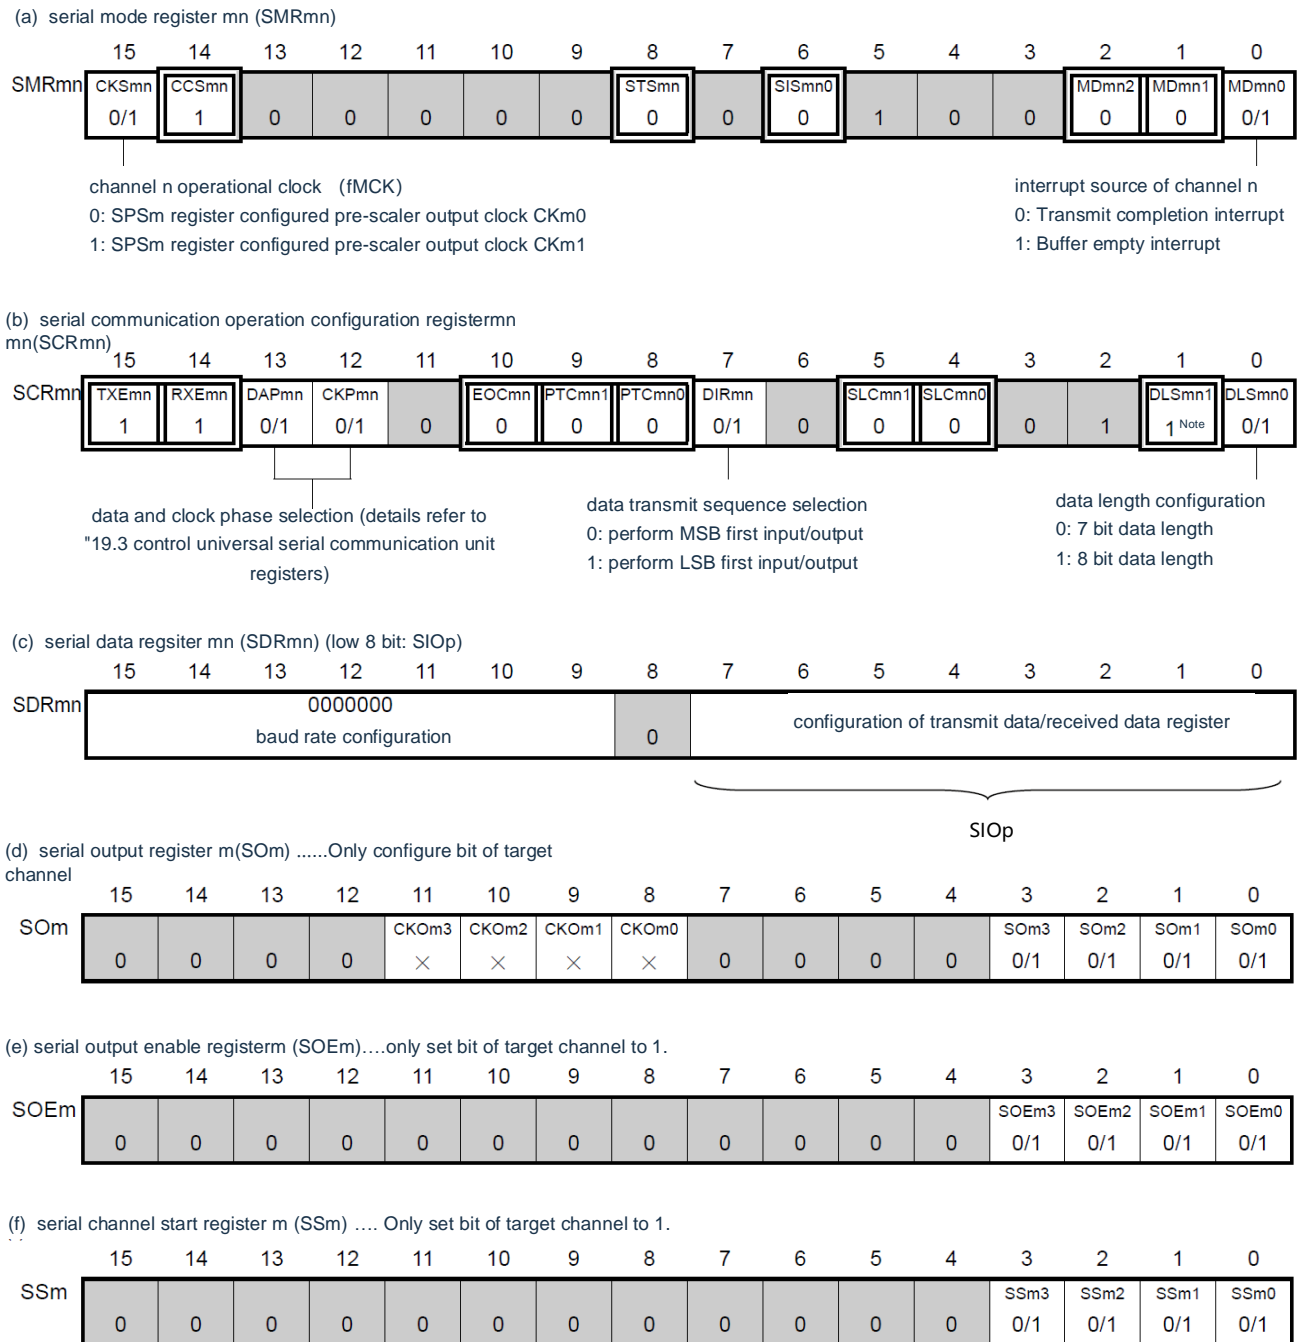 (a) serial mode register mn (SMRmn)
15 14 13 12 11 10 9 8 7 6 5 4 3 2 1 0
SMRmn CKSmn CCSmn STSmn SISmn0 MDmn2 MDmn1 MDmn0
0/1 1 0 0 0 0 0 0 0 0 1 0 0 0 0 0/1
channel n operational clock (fMCK)
0: SPSm register configured pre-scaler output clock CKm0
1: SPSm register configured pre-scaler output clock CKm1
interrupt source of channel n
0: Transmit completion interrupt
1: Buffer empty interrupt
(b) serial communication operation configuration registermn
mn(SCRmn)
15 14 13 12 11 10 9 8 7 6 5 4 3 2 1 0
SCRmn TXEmn RXEmn DAPmn CKPmn EOCmn PTCmn1 PTCmn0 DIRmn SLCmn1 SLCmn0 DLSmn1 DLSmn0
1 1 0/1 0/1 0 0 0 0 0/1 0 0 0 0 1 1 Note 0/1
data and clock phase selection (details refer to
"19.3 control universal serial communication unit
registers)
data transmit sequence selection
0: perform MSB first input/output
1: perform LSB first input/output
data length configuration
0: 7 bit data length
1: 8 bit data length
(c) serial data regsiter mn (SDRmn) (low 8 bit: SIOp)
15 14 13 12 11 10 9 8 7 6 5 4 3 2 1 0
SDRmn 0000000
baud rate configuration 0 configuration of transmit data/received data register
SIOp
(d) serial output register m(SOm) ......Only configure bit of target
channel
15 14 13 12 11 10 9 8 7 6 5 4 3 2 1 0
SOm CKOm3 CKOm2 CKOm1 CKOm0 SOm3 SOm2 SOm1 SOm0
0 0 0 0 × × × × 0 0 0 0 0/1 0/1 0/1 0/1
(e) serial output enable registerm (SOEm)....only set bit of target channel to 1.
15 14 13 12 11 10 9 8 7 6 5 4 3 2 1 0
SOEm SOEm3 SOEm2 SOEm1 SOEm0
0 0 0 0 0 0 0 0 0 0 0 0 0/1 0/1 0/1 0/1
(f) serial channel start register m (SSm) .... Only set bit of target channel to 1.
15 14 13 12 11 10 9 8 7 6 5 4 3 2 1 0
SSm SSm3 SSm2 SSm1 SSm0
0 0 0 0 0 0 0 0 0 0 0 0 0/1 0/1 0/1 0/1